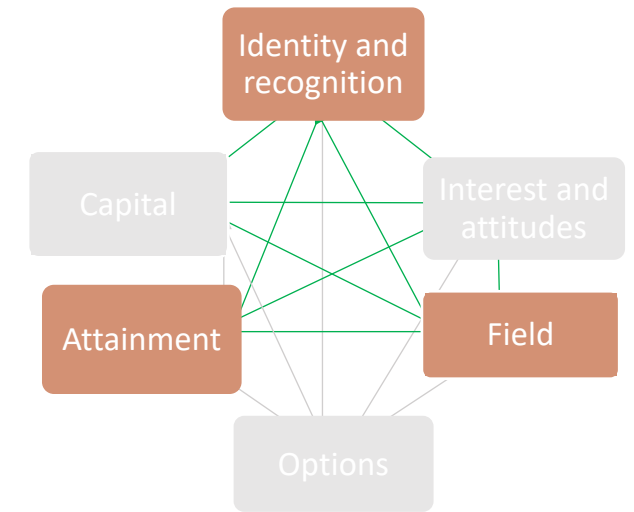 Identity and
recognition
Capital
Interest and
attitudes
Attainment
Field
Options